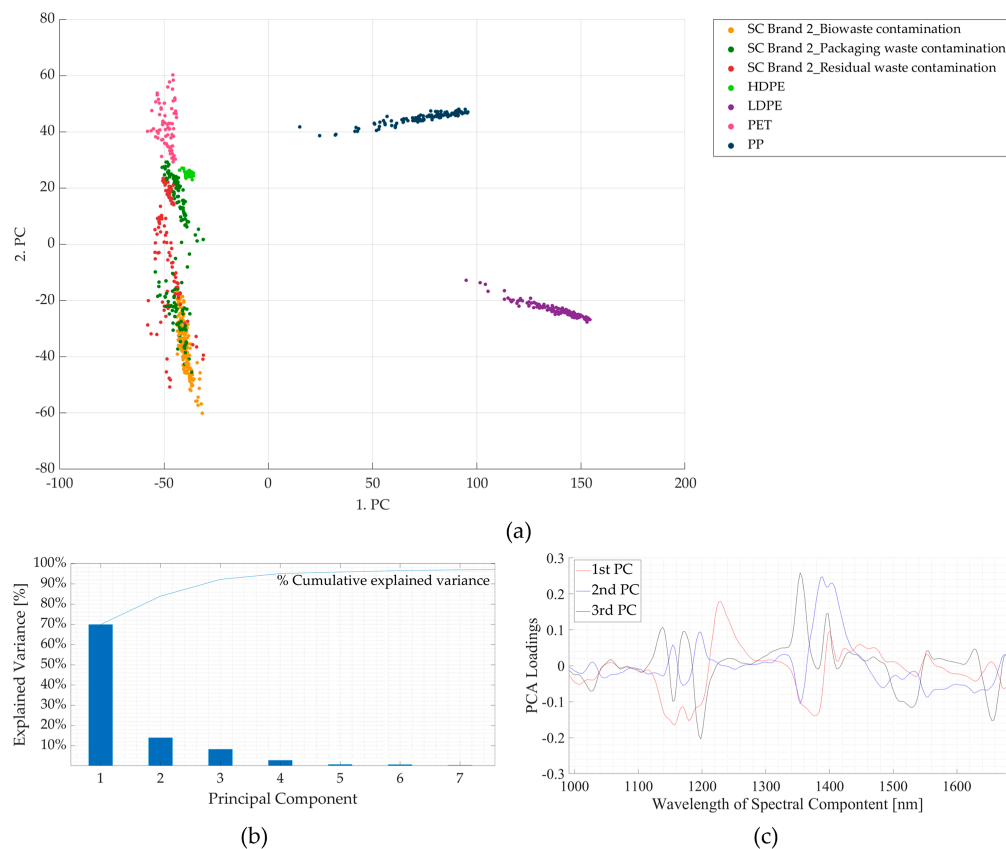 80
60
40
20
0
-20
-40
-60
-80
-100
-50
0
50
100
150
200
2. PC
1. PC
SC Brand 2_Biowaste contamination
SC Brand 2_Packaging waste contamination
SC Brand 2_Residual waste contamination
HDPE
LDPE
PET
PP
(a)
100%
90%
80%
70%
60%
50%
40%
30%
20%
10%
% Cumulative explained variance
Explained Variance [%]
1 2 3 4 5 6 7
Principal Component
(b)
0.3
0.2
0.1
0
-0.1
-0.2
-0.3
1st PC
2nd PC
3rd PC
PCA Loadings
1000 1100 1200 1300 1400 1500 1600
Wavelength of Spectral Compontent [nm]
(c)